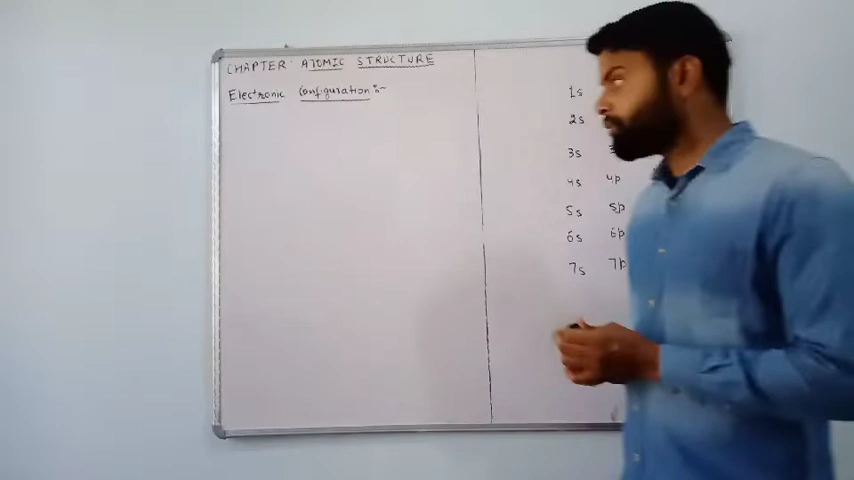 CHAPTER: ATOMIC STRUCTURE
Electronic Configuration :-
1s
2s
3s
4s 4p
5s 5p
6s 6p
7s 7p